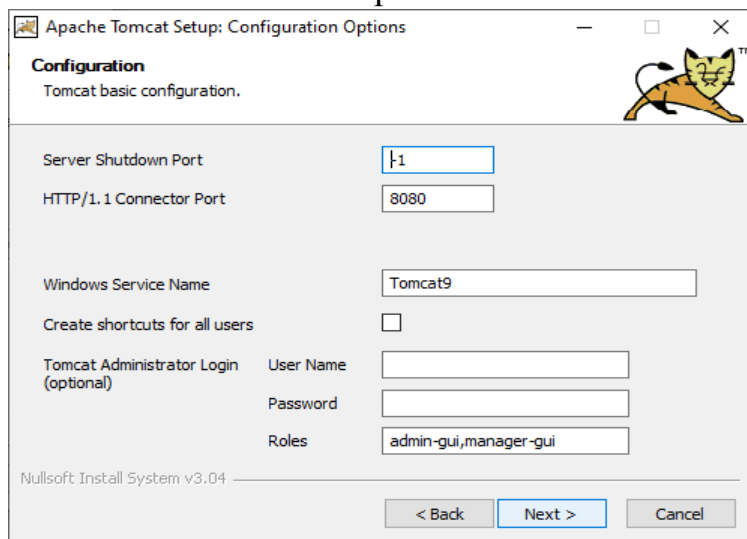 Apache Tomcat Setup: Configuration Options
Configuration
Tomcat basic configuration.
TM
Server Shutdown Port -1
HTTP/1.1 Connector Port 8080
Windows Service Name Tomcat9
Create shortcuts for all users
Tomcat Administrator Login User Name
(optional)
Password
Roles admin-gui,manager-gui
Nullsoft Install System v3.04
< Back Next > Cancel